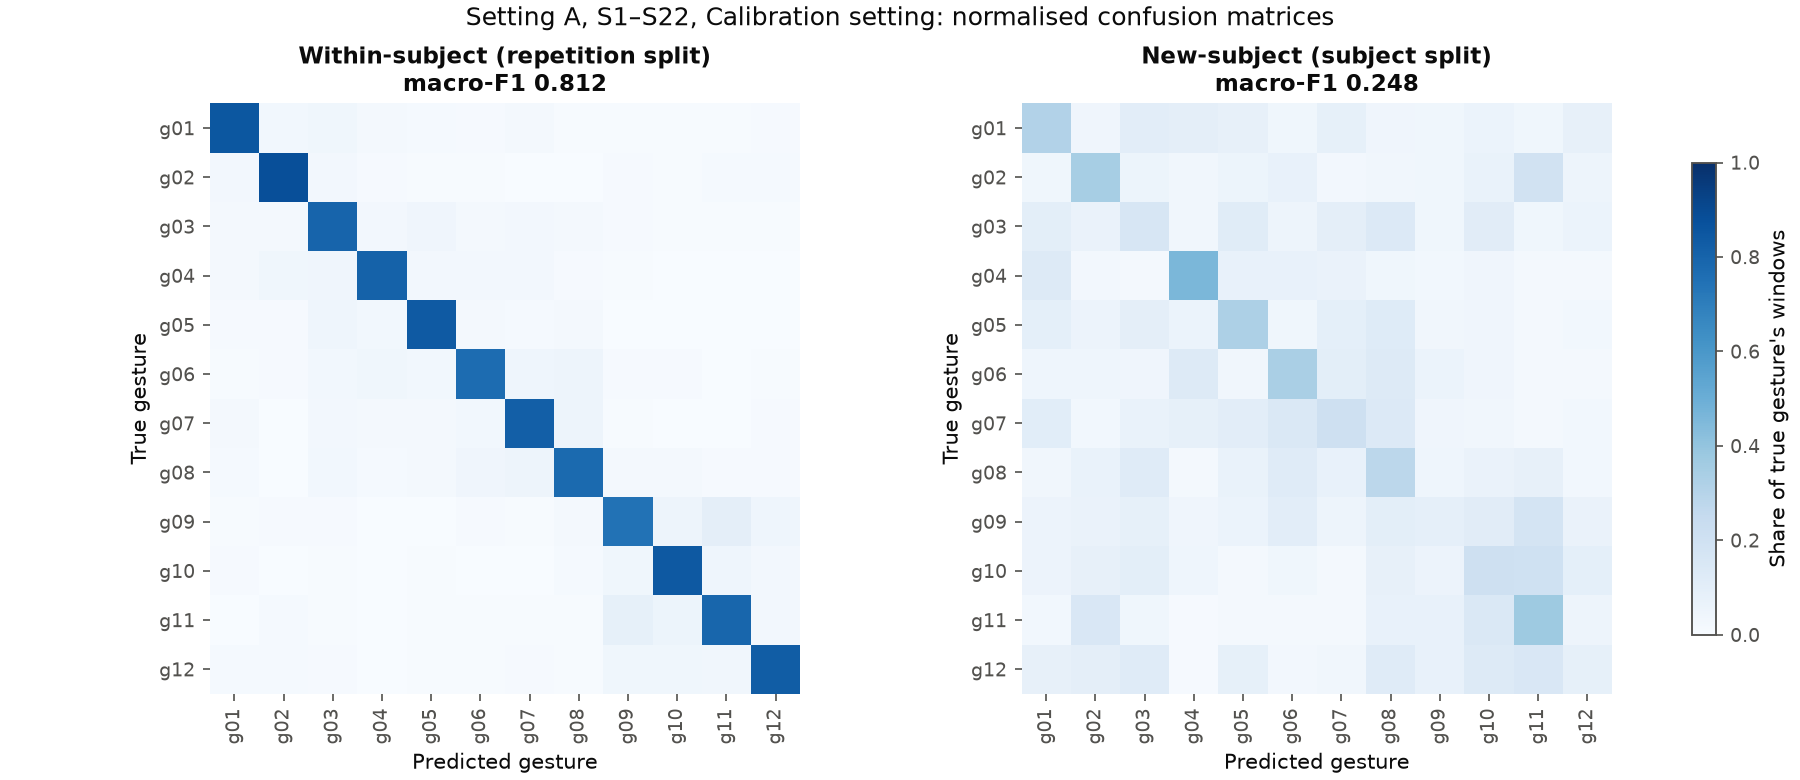 Setting A, S1–S22, Calibration setting: normalised confusion matrices
Within-subject (repetition split)
macro-F1 0.812
True gesture
g01
g02
g03
g04
g05
g06
g07
g08
g09
g10
g11
g12
g01
g02
g03
g04
g05
g06
g07
g08
g09
g10
g11
g12
Predicted gesture
New-subject (subject split)
macro-F1 0.248
True gesture
g01
g02
g03
g04
g05
g06
g07
g08
g09
g10
g11
g12
g01
g02
g03
g04
g05
g06
g07
g08
g09
g10
g11
g12
Predicted gesture
1.0
0.8
0.6
0.4
0.2
0.0
Share of true gesture's windows